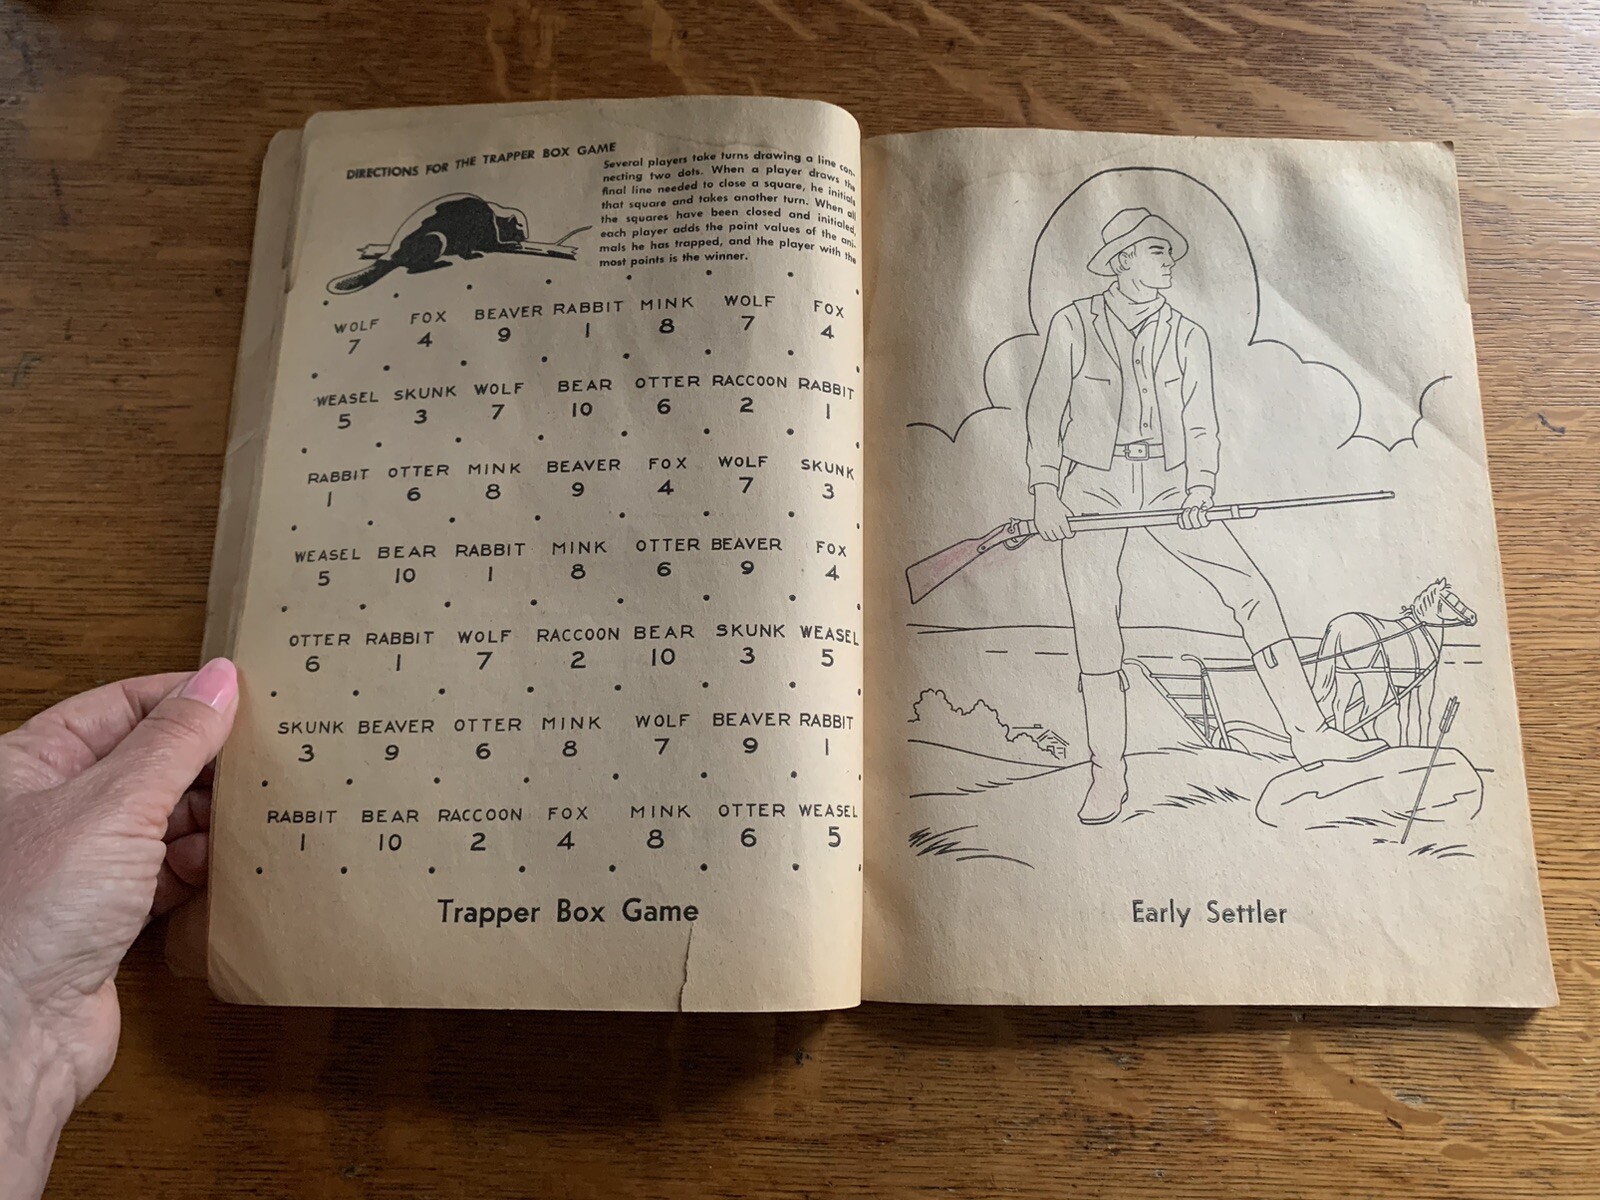 DIRECTIONS FOR THE TRAPPER BOX GAME
Several players take turns drawing a line con-
necting two dots. When a player draws the
final line needed to close a square, he initials
that square and takes another turn. When all
the squares have been closed and initialed,
each player adds the point values of the ani-
mals he has trapped, and the player with the
most points is the winner.
WOLF FOX BEAVER RABBIT MINK WOLF FOX
7 4 9 1 8 7 4
WEASEL SKUNK WOLF BEAR OTTER RACCOON RABBIT
5 3 7 10 6 2 1
RABBIT OTTER MINK BEAVER FOX WOLF SKUNK
1 6 8 9 4 7 3
WEASEL BEAR RABBIT MINK OTTER BEAVER FOX
5 10 1 8 6 9 4
OTTER RABBIT WOLF RACCOON BEAR SKUNK WEASEL
6 1 7 2 10 3 5
SKUNK BEAVER OTTER MINK WOLF BEAVER RABBIT
3 9 6 8 7 9 1
RABBIT BEAR RACCOON FOX MINK OTTER WEASEL
1 10 2 4 8 6 5
Trapper Box Game
Early Settler